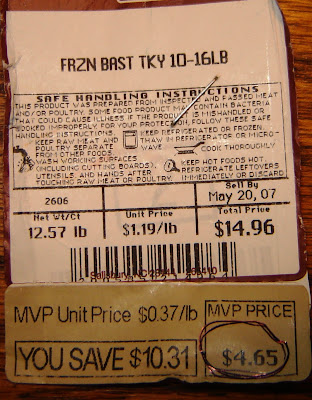 FRZN BAST TKY 10-16LB
SAFE HANDLING INSTRUCTIONS
THIS PRODUCT WAS PREPARED FROM INSPECTED AND PASSED MEAT
AND/OR POULTRY. SOME FOOD PRODUCT MAY CONTAIN BACTERIA
THAT COULD CAUSE ILLNESS IF THE PRODUCT IS MISHANDLED OR
COOKED IMPROPERLY FOR YOUR PROTECTION, FOLLOW THESE SAFE
HANDLING INSTRUCTIONS.
KEEP RAW MEAT AND
POULTRY SEPARATE
FROM OTHER FOODS
WASH WORKING SURFACES
(INCLUDING CUTTING BOARDS),
UTENSILS AND HANDS AFTER
TOUCHING RAW MEAT OR POULTRY.
KEEP REFRIGERATED OR FROZEN.
THAW IN REFRIGERATOR OR MICRO-
WAVE
COOK THOROUGHLY
KEEP HOT FOODS HOT
REFRIGERATE LEFTOVERS
IMMEDIATELY OR DISCARD.
2606
Sell By
May 20, 07
Net Wt/Ct
Unit Price
Total Price
12.57 lb
$1.19/lb
$14.96
MVP Unit Price $0.37/lb
MVP PRICE
YOU SAVE $10.31
$4.65